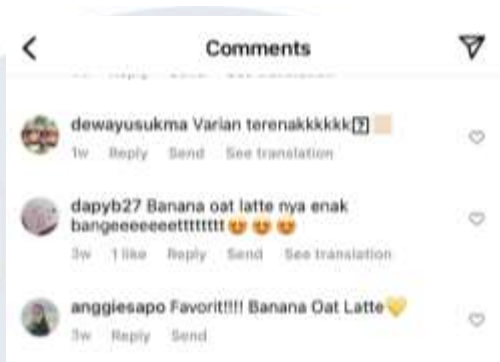 Comments
dewayusukma Varian terenakkkkkk
1w Reply Send See translation
dapyb27 Banana oat latte nya enak
bangeeeeeeetttttttt😍😍😍
3w 1 like Reply Send See translation
anggiesapo Favorit!!!! Banana Oat Latte💛
3w Reply Send